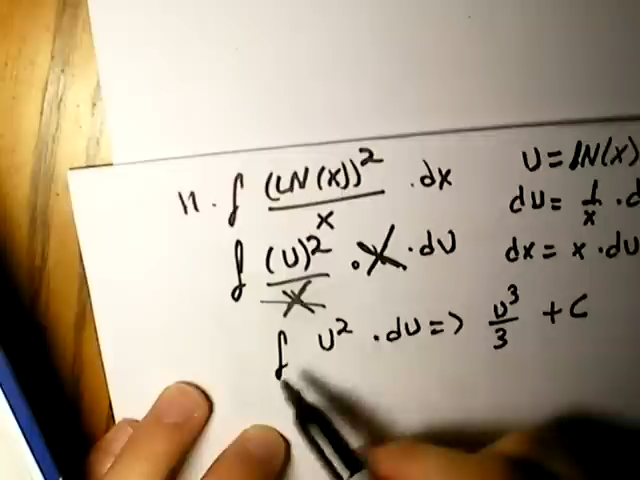 11. ∫ (LN(X))² / x . dx U = LN(X)
∫ (U)² / x . x . du du = 1/x . d
dx = x . du
∫ U² . du => U³/3 + C